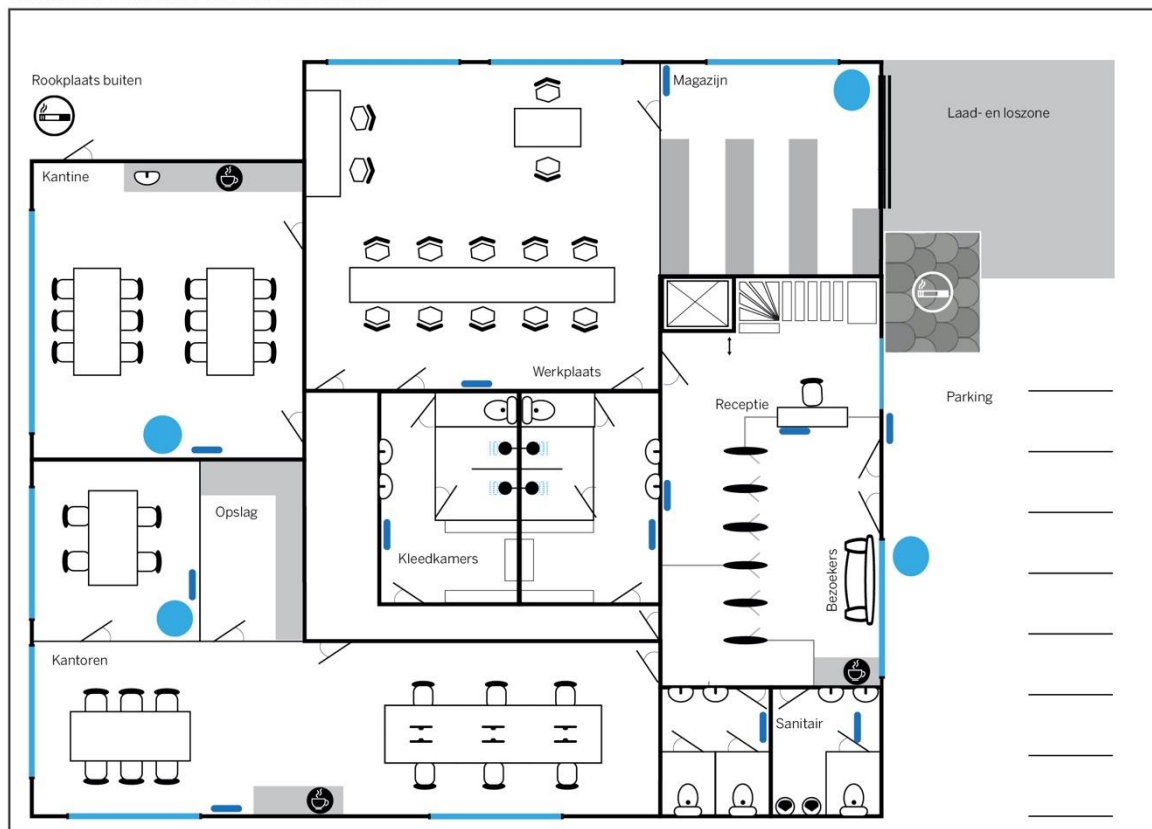 Rookplaats buiten
Magazijn
Laad- en loszone
Kantine
Werkplaats
Receptie
Parking
Opslag
Kleedkamers
Bezoekers
Kantoren
Sanitair